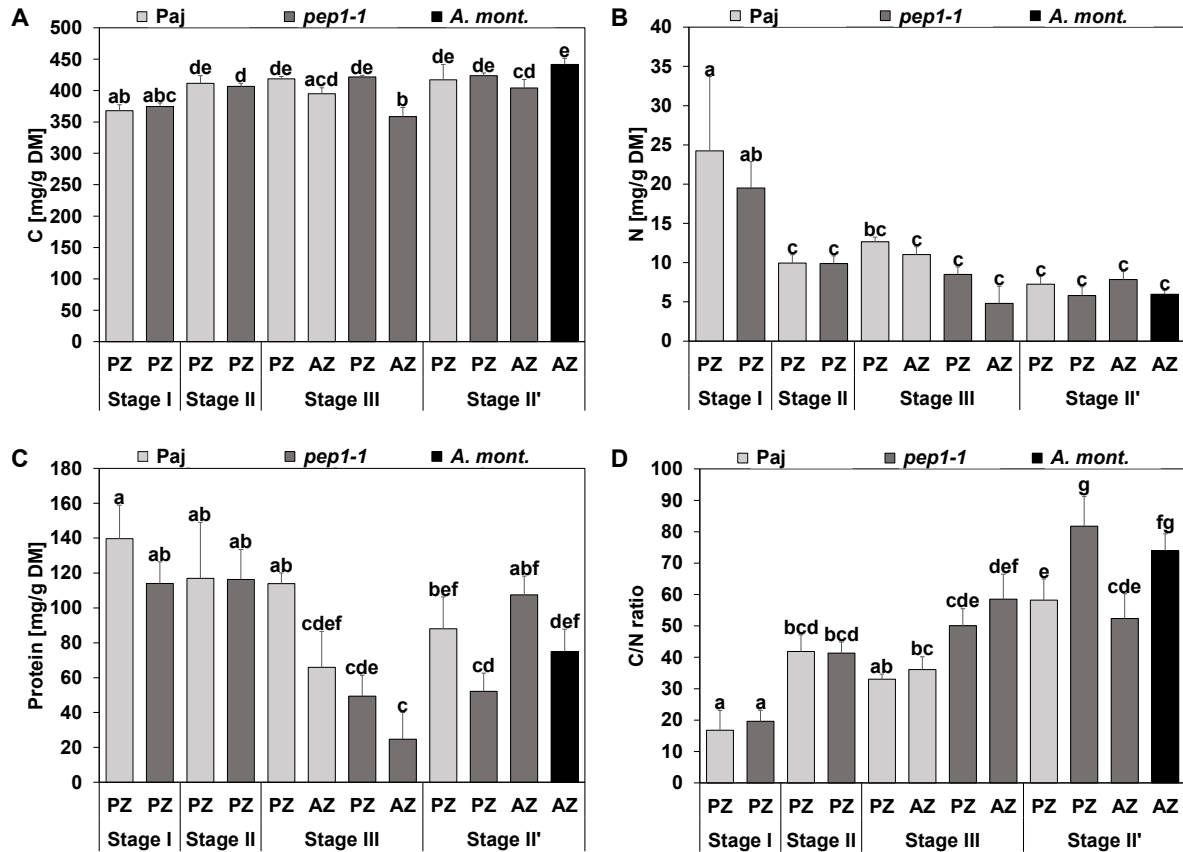 A
Paj pep1-1 A. mont.
C [mg/g DM]
500
450
400
350
300
250
200
150
100
50
0
ab abc de d de acd de b de de cd e
PZ PZ PZ PZ PZ AZ PZ AZ PZ PZ AZ AZ
Stage I Stage II Stage III Stage II'
B
Paj pep1-1 A. mont.
N [mg/g DM]
40
35
30
25
20
15
10
5
0
a ab c c bc c c c c c c c
PZ PZ PZ PZ PZ AZ PZ AZ PZ PZ AZ AZ
Stage I Stage II Stage III Stage II'
C
Paj pep1-1 A. mont.
Protein [mg/g DM]
180
160
140
120
100
80
60
40
20
0
a ab ab ab ab cdef cde c bef cd abf def
PZ PZ PZ PZ PZ AZ PZ AZ PZ PZ AZ AZ
Stage I Stage II Stage III Stage II'
D
Paj pep1-1 A. mont.
C/N ratio
100
90
80
70
60
50
40
30
20
10
0
a a bcd bcd ab bc cde def e g cde fg
PZ PZ PZ PZ PZ AZ PZ AZ PZ PZ AZ AZ
Stage I Stage II Stage III Stage II'